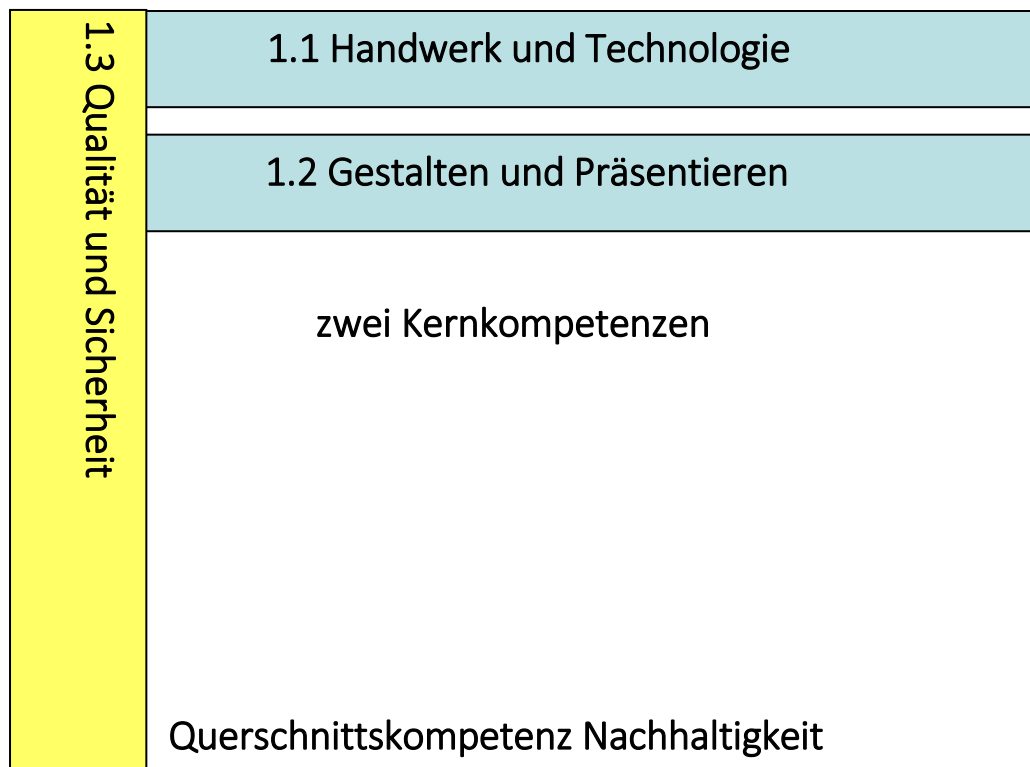 1.3 Qualität und Sicherheit
1.1 Handwerk und Technologie
1.2 Gestalten und Präsentieren
zwei Kernkompetenzen
Querschnittskompetenz Nachhaltigkeit